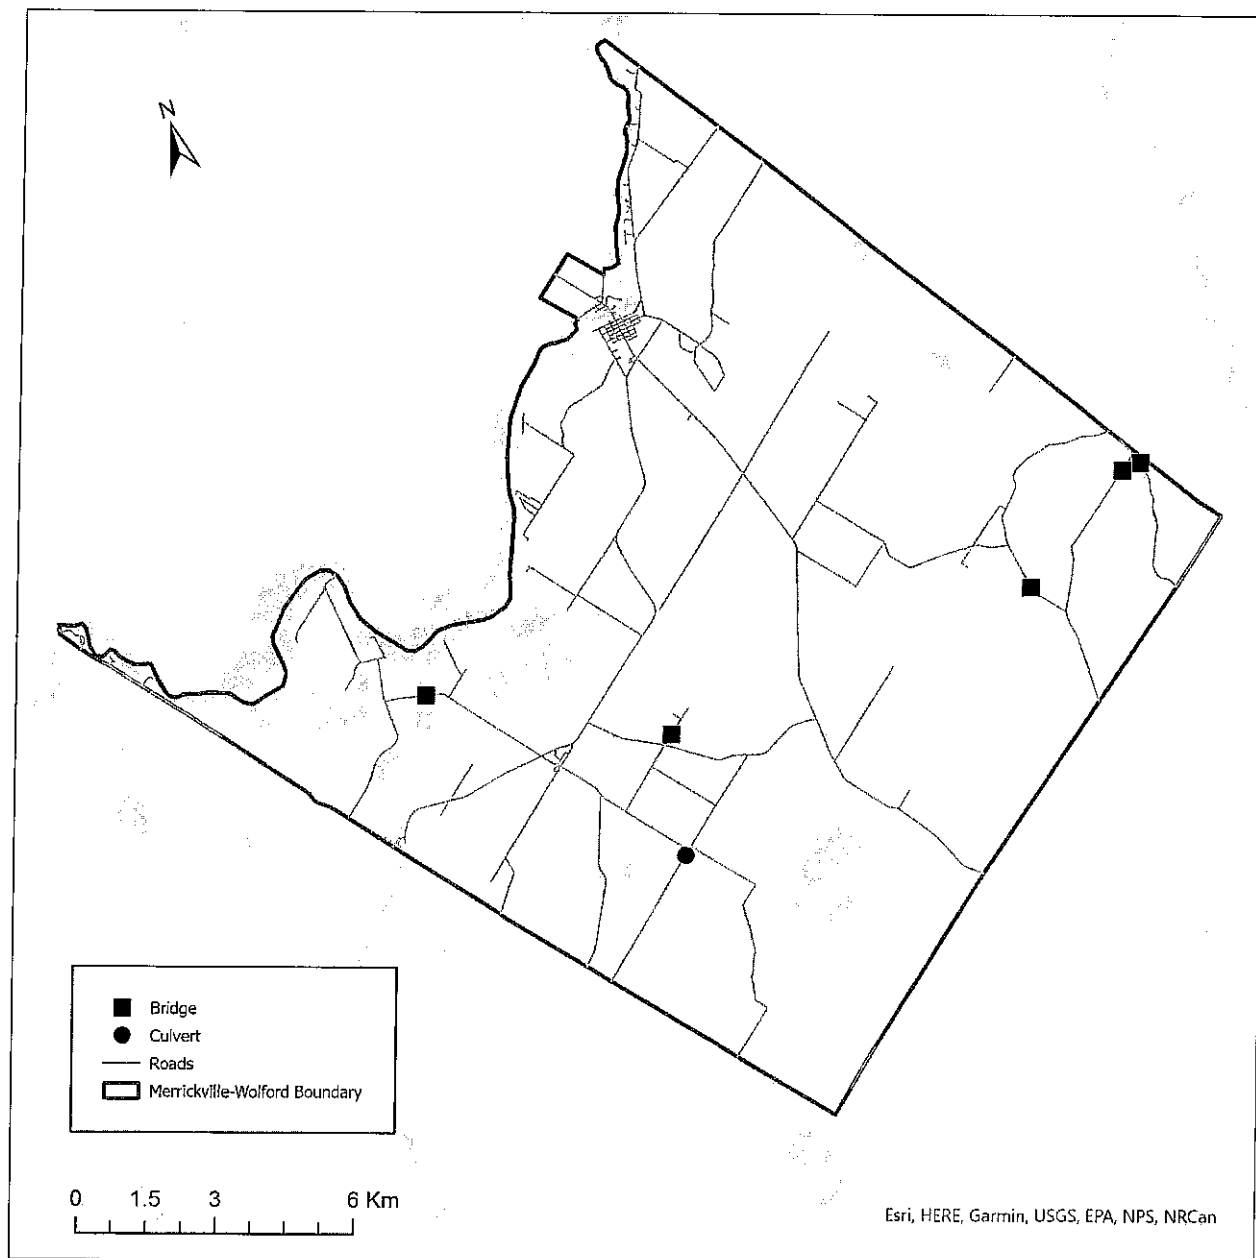 N
Bridge
Culvert
Roads
Merrickville-Wolford Boundary
0 1.5 3 6 Km
Esri, HERE, Garmin, USGS, EPA, NPS, NRCan